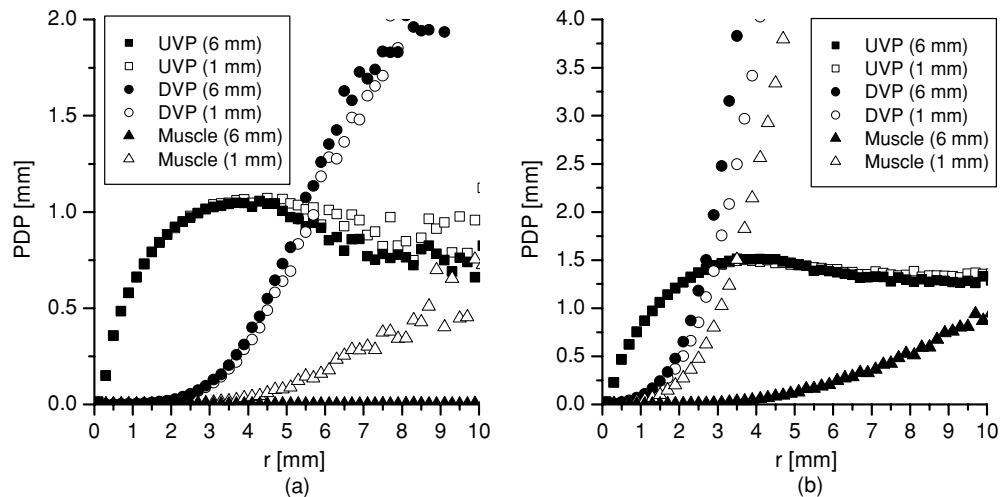 2.0
1.5
1.0
0.5
0.0
PDP [mm]
UVP (6 mm)
UVP (1 mm)
DVP (6 mm)
DVP (1 mm)
Muscle (6 mm)
Muscle (1 mm)
0 1 2 3 4 5 6 7 8 9 10
r [mm]
(a)
4.0
3.5
3.0
2.5
2.0
1.5
1.0
0.5
0.0
PDP [mm]
UVP (6 mm)
UVP (1 mm)
DVP (6 mm)
DVP (1 mm)
Muscle (6 mm)
Muscle (1 mm)
0 1 2 3 4 5 6 7 8 9 10
r [mm]
(b)